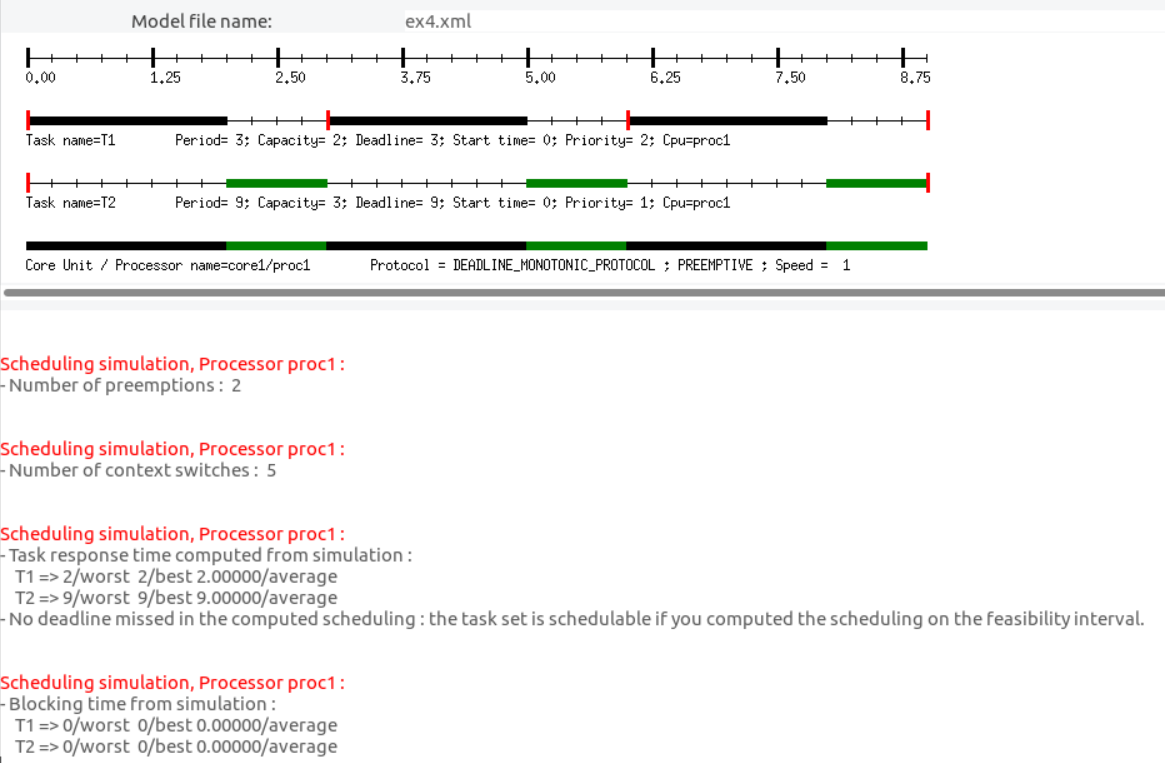 Model file name: ex4.xml
0.00 1.25 2.50 3.75 5.00 6.25 7.50 8.75
Task name=T1 Period= 3; Capacity= 2; Deadline= 3; Start time= 0; Priority= 2; Cpu=proc1
Task name=T2 Period= 9; Capacity= 3; Deadline= 9; Start time= 0; Priority= 1; Cpu=proc1
Core Unit / Processor name=core1/proc1 Protocol = DEADLINE_MONOTONIC_PROTOCOL ; PREEMPTIVE ; Speed = 1
Scheduling simulation, Processor proc1 :
- Number of preemptions : 2
Scheduling simulation, Processor proc1 :
- Number of context switches : 5
Scheduling simulation, Processor proc1 :
- Task response time computed from simulation :
T1 => 2/worst 2/best 2.00000/average
T2 => 9/worst 9/best 9.00000/average
- No deadline missed in the computed scheduling : the task set is schedulable if you computed the scheduling on the feasibility interval.
Scheduling simulation, Processor proc1 :
- Blocking time from simulation :
T1 => 0/worst 0/best 0.00000/average
T2 => 0/worst 0/best 0.00000/average